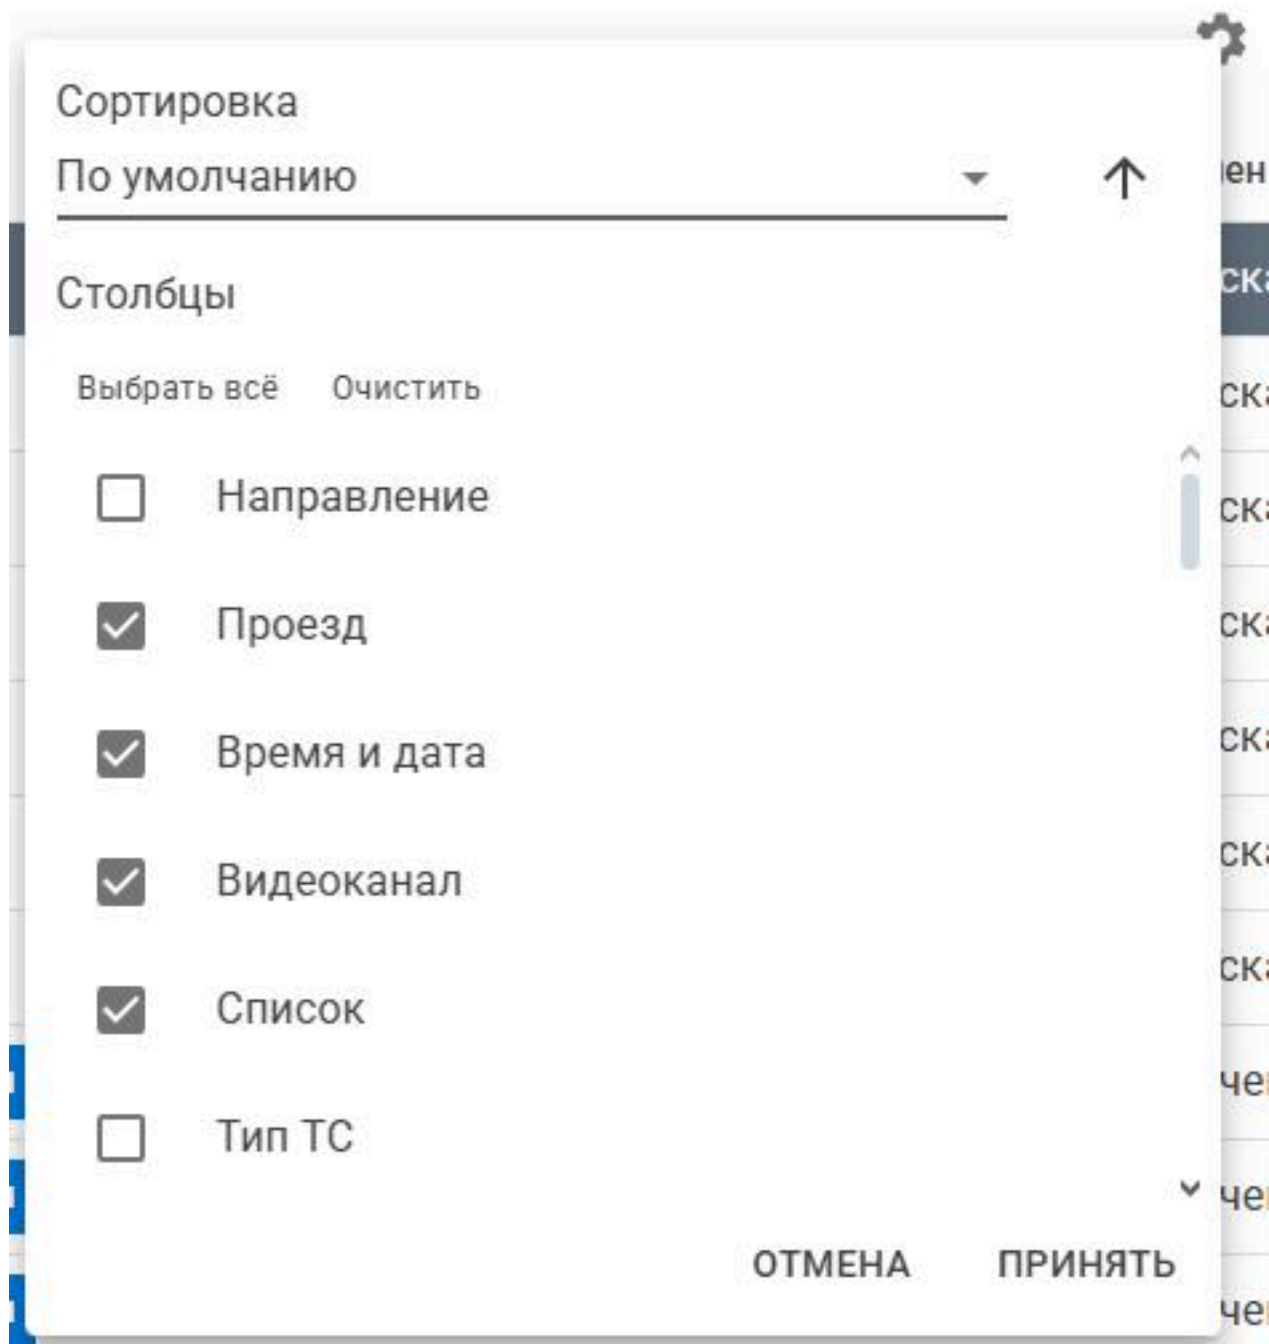 Сортировка
По умолчанию
Столбцы
Выбрать всё Очистить
Направление
Проезд
Время и дата
Видеоканал
Список
Тип ТС
ОТМЕНА ПРИНЯТЬ